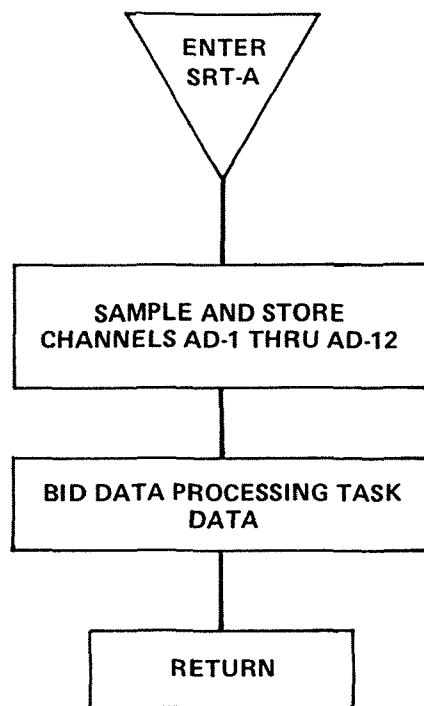 ENTER
SRT-A
SAMPLE AND STORE
CHANNELS AD-1 THRU AD-12
BID DATA PROCESSING TASK
DATA
RETURN